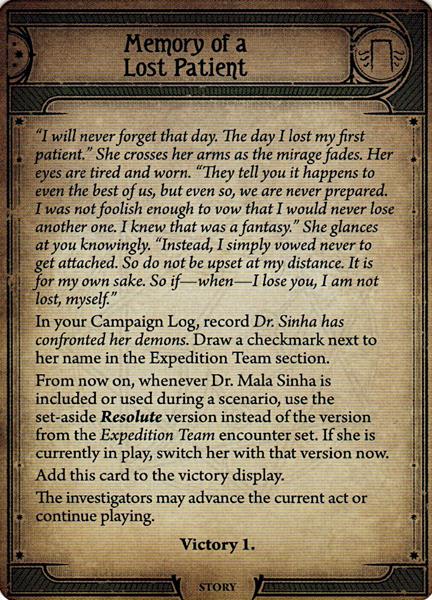 Memory of a
Lost Patient
“I will never forget that day. The day I lost my first
patient.” She crosses her arms as the mirage fades. Her
eyes are tired and worn. “They tell you it happens to
even the best of us, but even so, we are never prepared.
I was not foolish enough to vow that I would never lose
another one. I knew that was a fantasy.” She glances
at you knowingly. “Instead, I simply vowed never to
get attached. So do not be upset at my distance. It is
for my own sake. So if—when—I lose you, I am not
lost, myself.”
In your Campaign Log, record Dr. Sinha has
confronted her demons. Draw a checkmark next to
her name in the Expedition Team section.
From now on, whenever Dr. Mala Sinha is
included or used during a scenario, use the
set-aside Resolute version instead of the version
from the Expedition Team encounter set. If she is
currently in play, switch her with that version now.
Add this card to the victory display.
The investigators may advance the current act or
continue playing.
Victory 1.
STORY